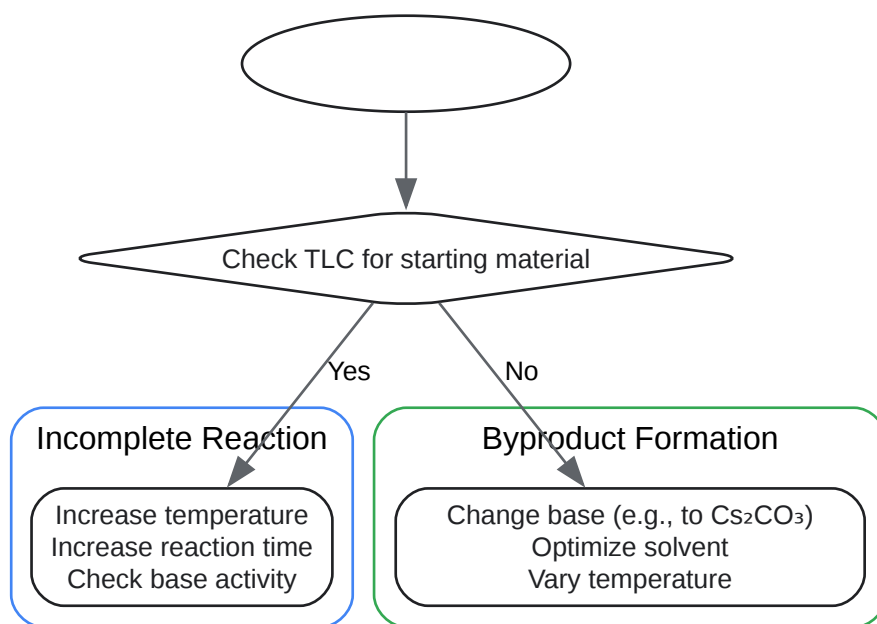 Check TLC for starting material
Yes
No
Incomplete Reaction
Byproduct Formation
Increase temperature
Increase reaction time
Check base activity
Change base (e.g., to Cs₂CO₃)
Optimize solvent
Vary temperature